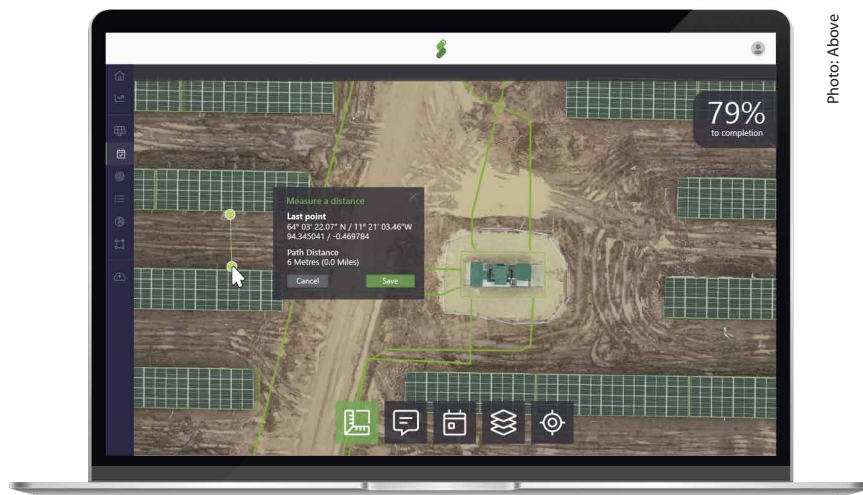 Photo: Above
79%
to completion
Measure a distance
Last point
64° 03' 22.07" N / 11° 21' 03.46"W
94.345041 / -0.469784
Path Distance
6 Metres (0.0 Miles)
Cancel
Save